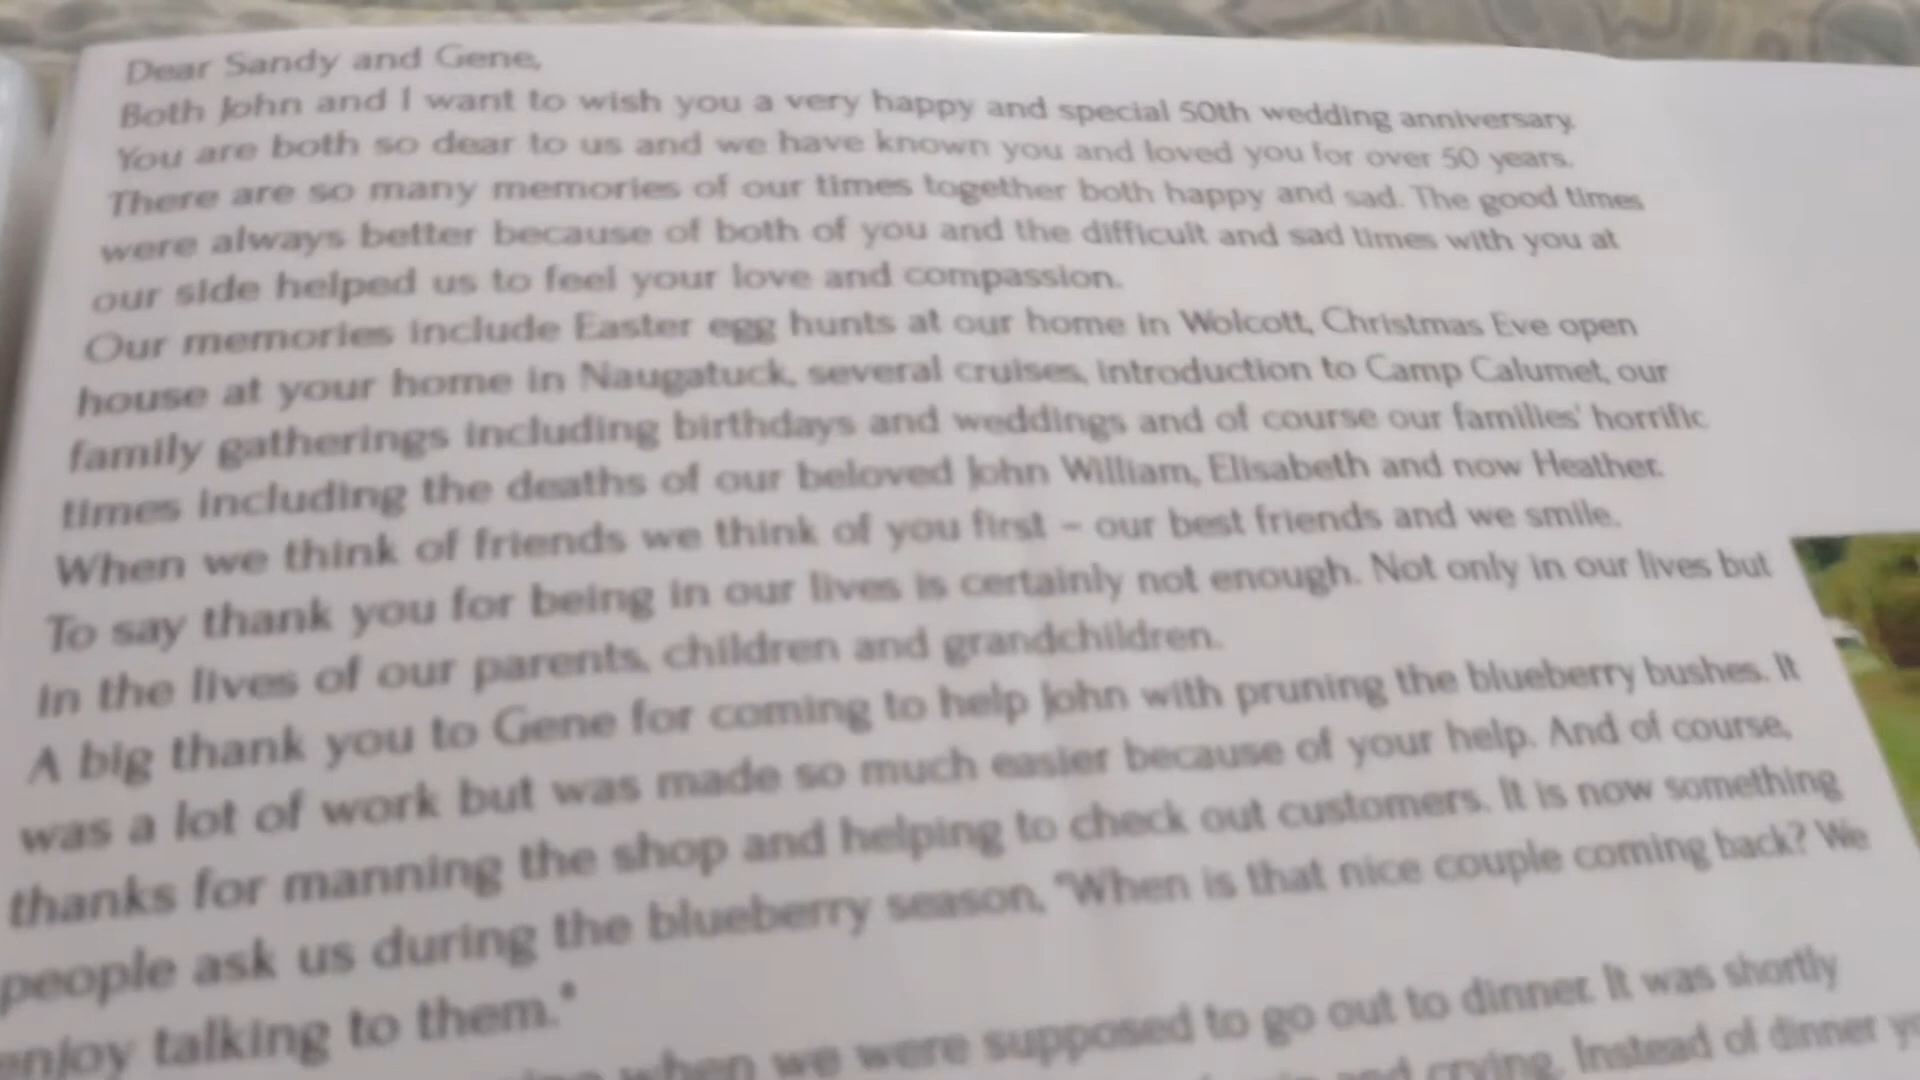 Dear Sandy and Gene,
Both John and I want to wish you a very happy and special 50th wedding anniversary.
You are both so dear to us and we have known you and loved you for over 50 years.
There are so many memories of our times together both happy and sad. The good times
were always better because of both of you and the difficult and sad times with you at
our side helped us to feel your love and compassion.
Our memories include Easter egg hunts at our home in Wolcott, Christmas Eve open
house at your home in Naugatuck, several cruises, introduction to Camp Calumet, our
family gatherings including birthdays and weddings and of course our families' horrific
times including the deaths of our beloved John William, Elisabeth and now Heather.
When we think of friends we think of you first – our best friends and we smile.
To say thank you for being in our lives is certainly not enough. Not only in our lives but
in the lives of our parents, children and grandchildren.
A big thank you to Gene for coming to help John with pruning the blueberry bushes. It
was a lot of work but was made so much easier because of your help. And of course,
thanks for manning the shop and helping to check out customers. It is now something
people ask us during the blueberry season, "When is that nice couple coming back? We
enjoy talking to them."
when we were supposed to go out to dinner. It was shortly
and crying. Instead of dinner